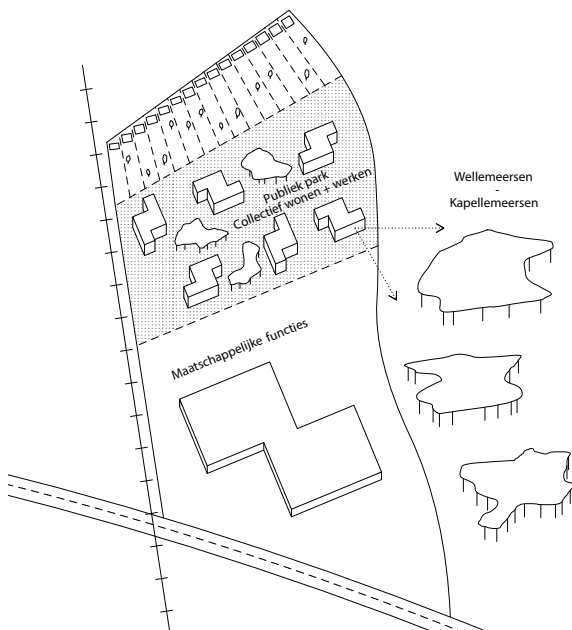 Publiek park
Collectief wonen + werken
Wellemeersen
-
Kapellemeersen
Maatschappelijke functies